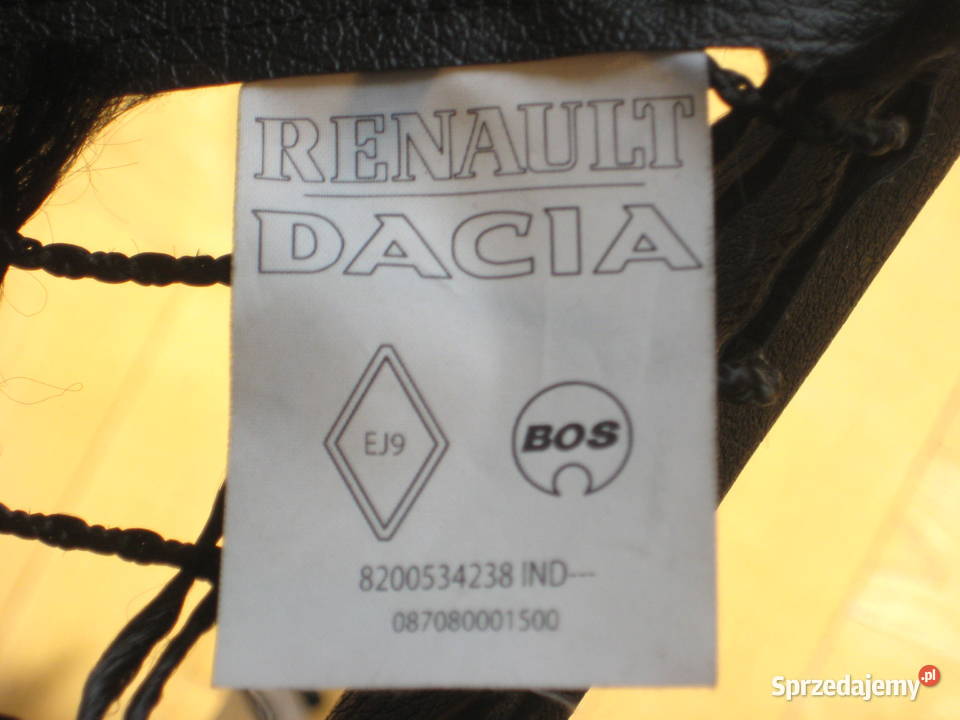 RENAULT
DACIA
EJ9
BOS
8200534238 IND---
087080001500
Sprzedajemy.pl